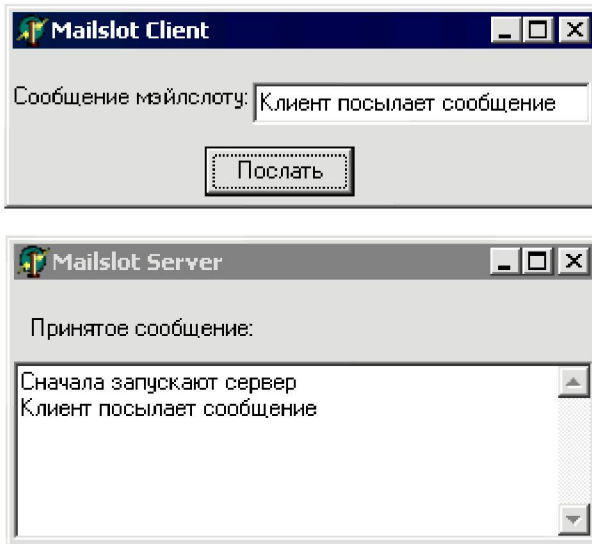 Mailslot Client
Сообщение мэйлслоту: Клиент посылает сообщение
Послать
Mailslot Server
Принятое сообщение:
Сначала запускают сервер
Клиент посылает сообщение